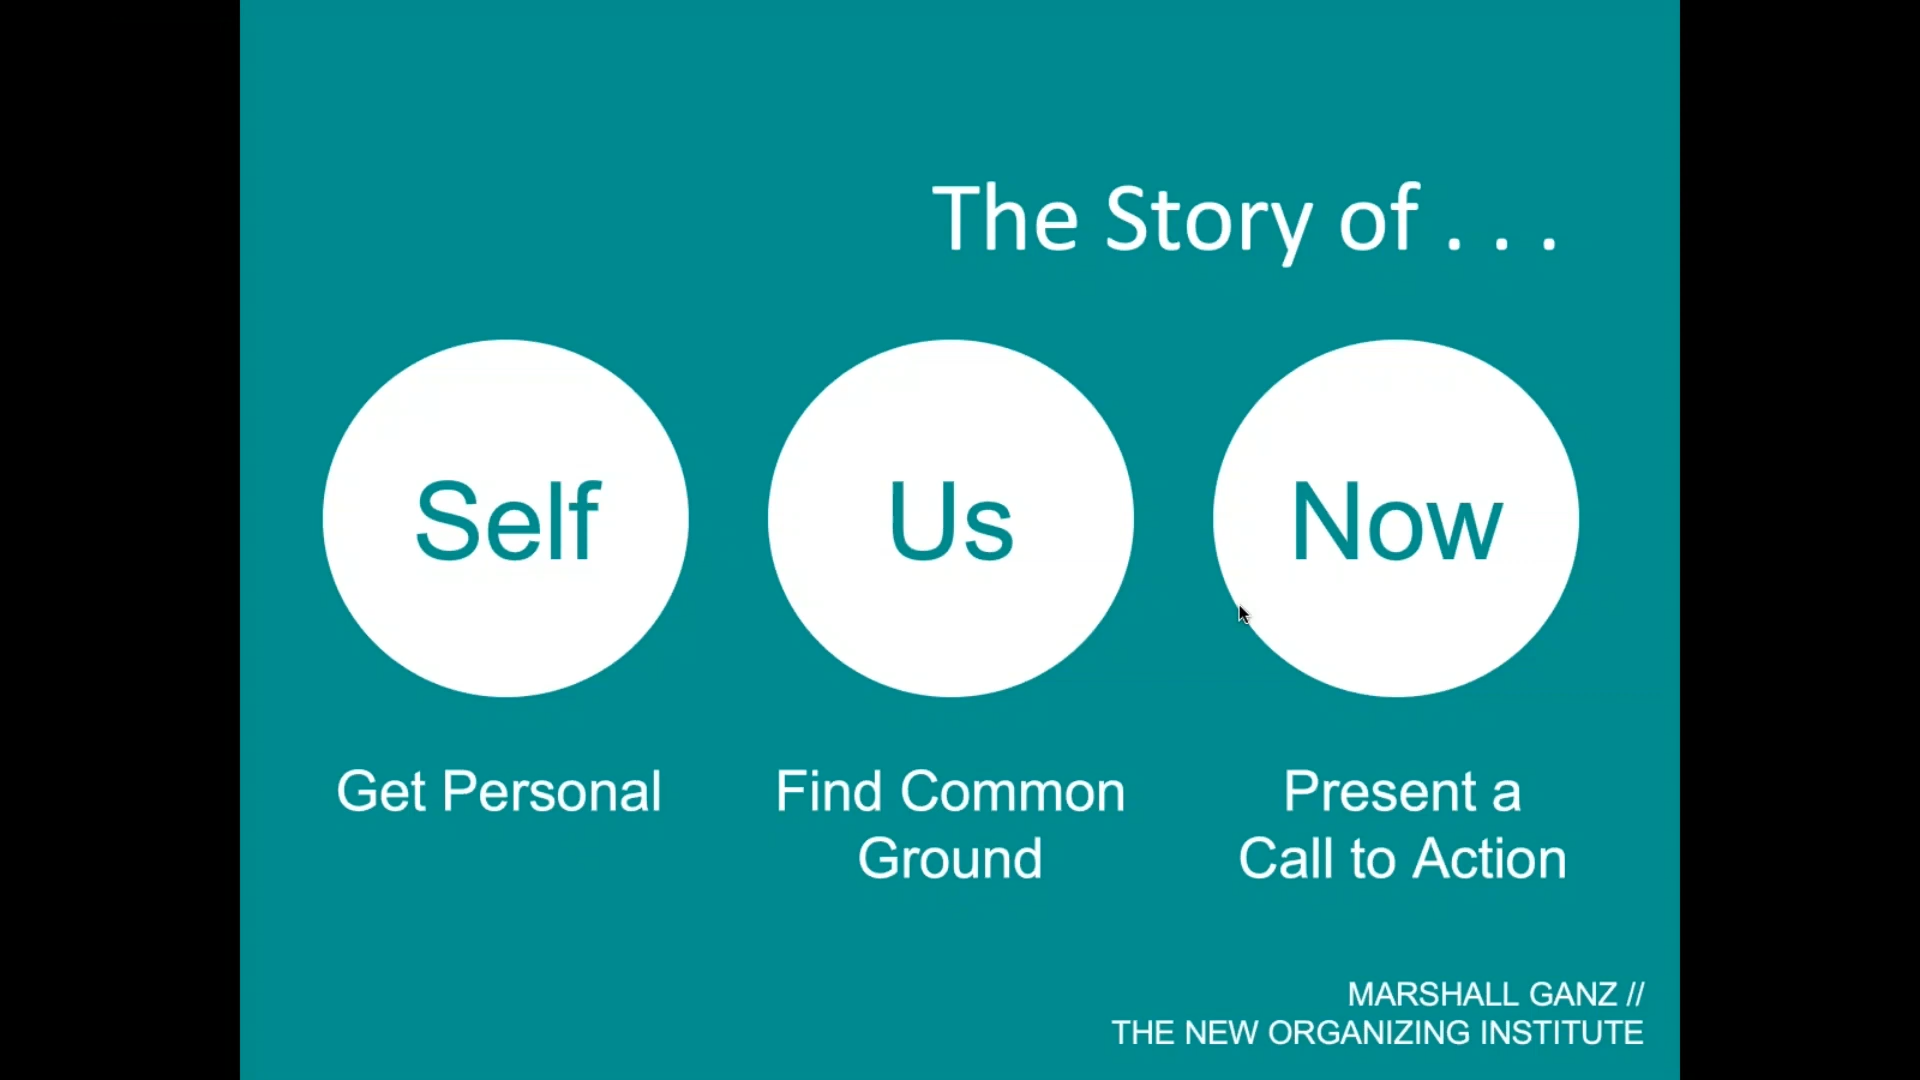 The Story of . . .
Self
Us
Now
Get Personal
Find Common
Ground
Present a
Call to Action
MARSHALL GANZ //
THE NEW ORGANIZING INSTITUTE